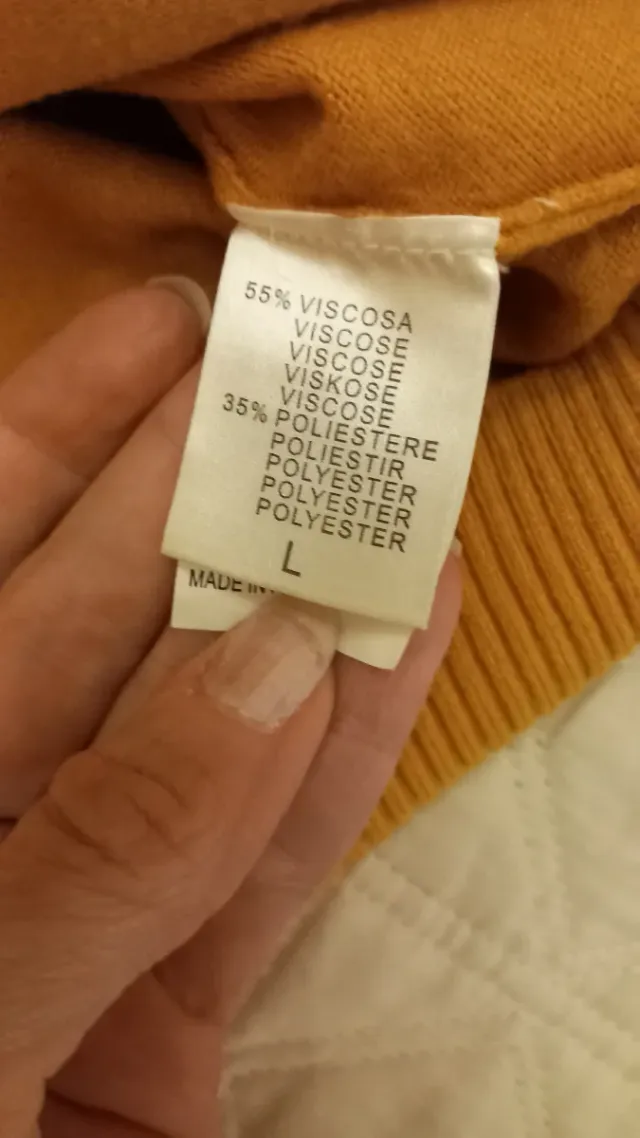 55% VISCOSA
VISCOSE
VISCOSE
VISKOSE
VISCOSE
35% POLIESTERE
POLIESTIR
POLYESTER
POLYESTER
POLYESTER
L
MADE IN